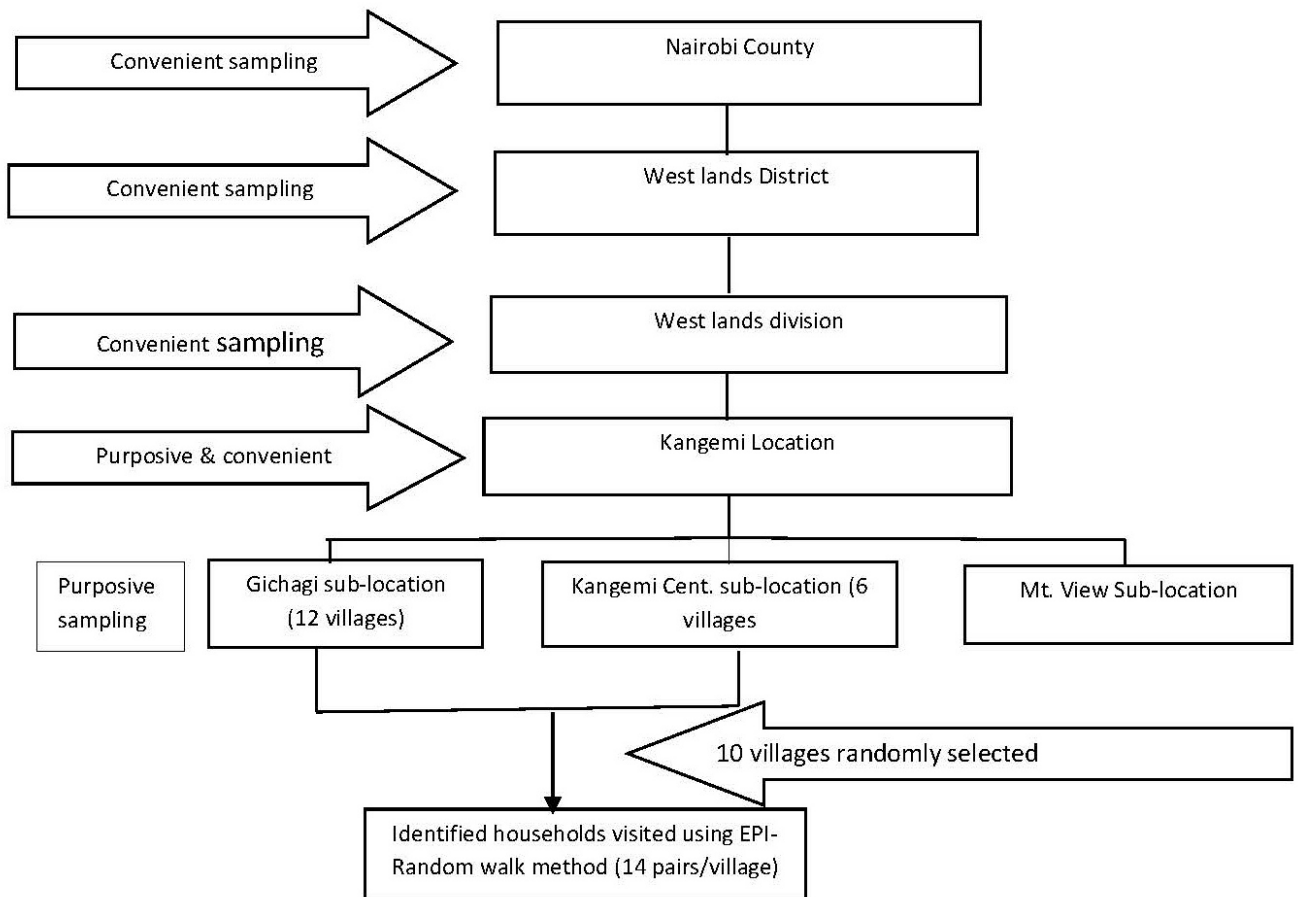 Convenient sampling
Nairobi County
Convenient sampling
West lands District
Convenient sampling
West lands division
Purposive & convenient
Kangemi Location
Purposive
sampling
Gichagi sub-location
(12 villages)
Kangemi Cent. sub-location (6
villages
Mt. View Sub-location
10 villages randomly selected
Identified households visited using EPI-
Random walk method (14 pairs/village)